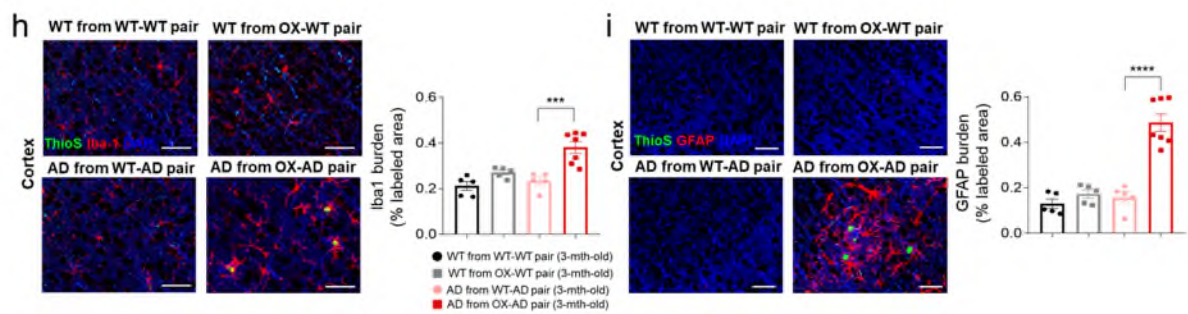 h
WT from WT-WT pair
WT from OX-WT pair
ThioS Iba-1 DAPI
Cortex
AD from WT-AD pair
AD from OX-AD pair
Iba1 burden
(% labeled area)
0.6
0.4
0.2
0.0
***
WT from WT-WT pair (3-mth-old)
WT from OX-WT pair (3-mth-old)
AD from WT-AD pair (3-mth-old)
AD from OX-AD pair (3-mth-old)
i
WT from WT-WT pair
WT from OX-WT pair
ThioS GFAP DAPI
Cortex
AD from WT-AD pair
AD from OX-AD pair
GFAP burden
(% labeled area)
0.6
0.4
0.2
0.0
****